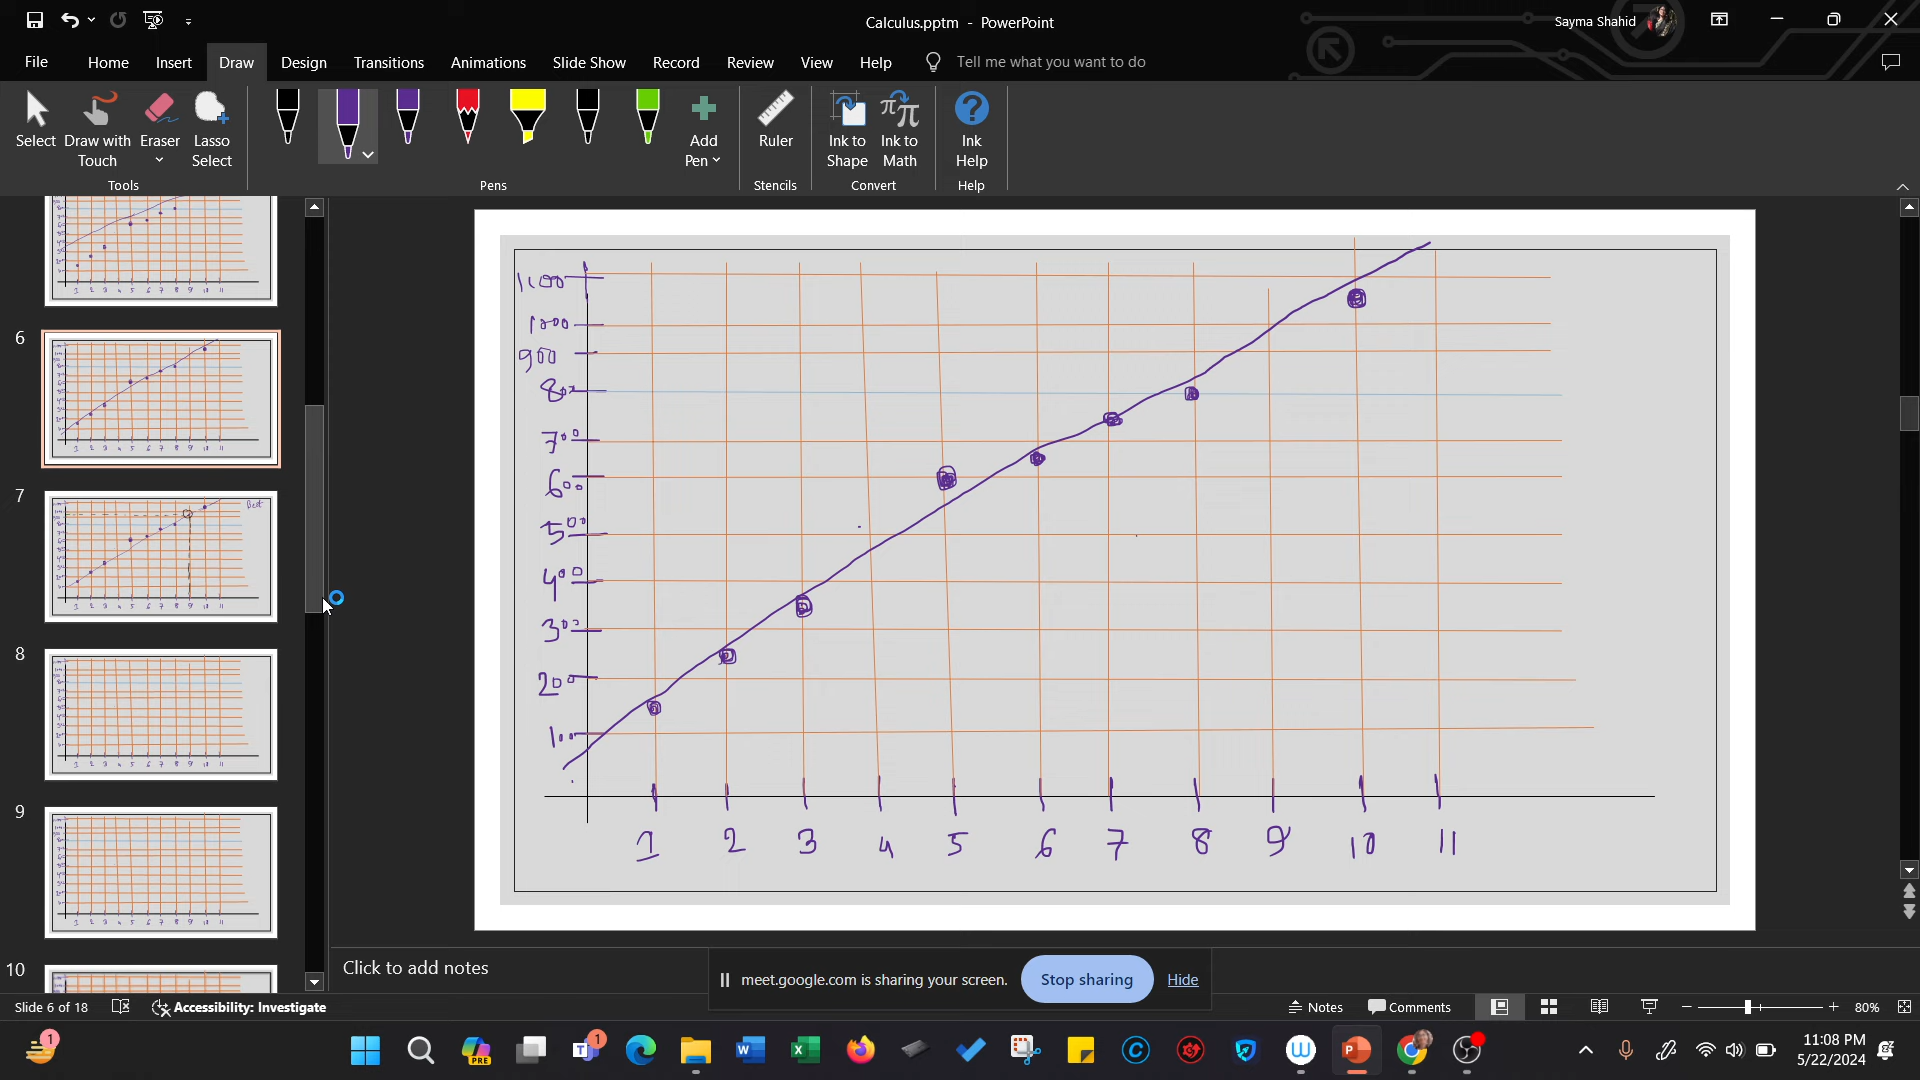 Calculus.pptm - PowerPoint
Sayma Shahid
File Home Insert Draw Design Transitions Animations Slide Show Record Review View Help Tell me what you want to do
Select
Draw with Touch
Eraser
Lasso Select
Add Pen
Ruler
Ink to Shape
Ink to Math
Ink Help
Tools
Pens
Stencils
Convert
Help
6
7
Best
8
9
10
1100
1000
900
800
700
600
500
400
300
200
100
1 2 3 4 5 6 7 8 9 10 11
Click to add notes
meet.google.com is sharing your screen.
Stop sharing
Hide
Slide 6 of 18
Accessibility: Investigate
Notes
Comments
80%
1
PRE
1
11:08 PM
5/22/2024